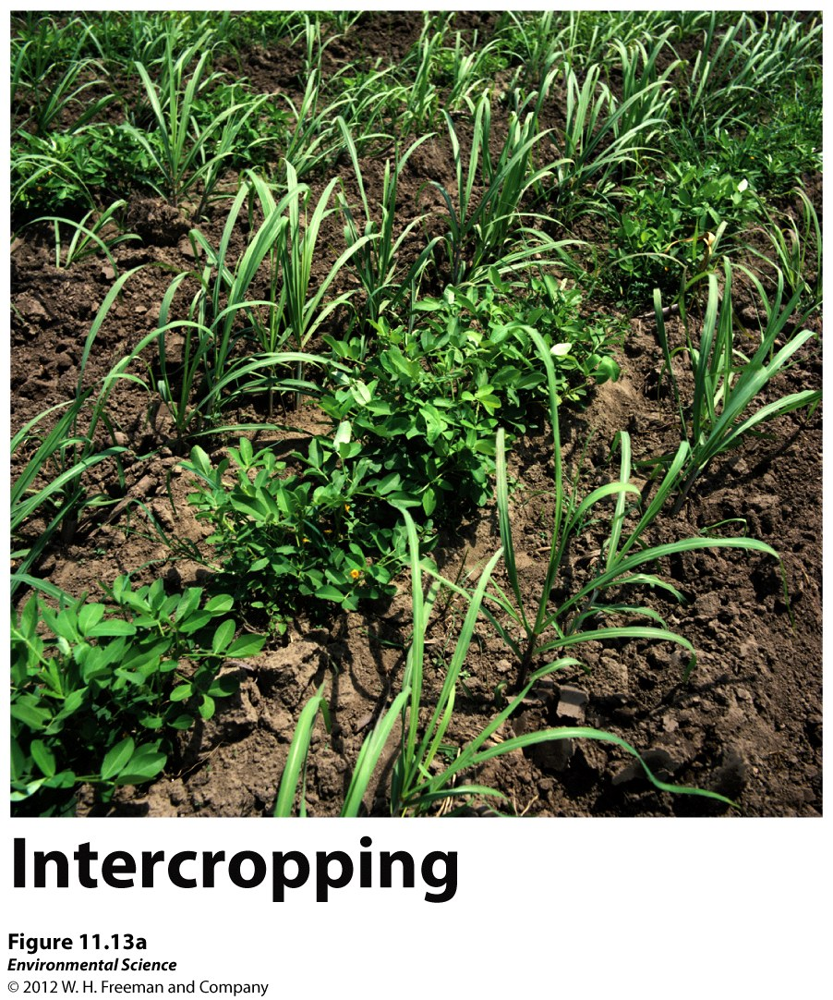 Intercropping
Figure 11.13a
Environmental Science
© 2012 W. H. Freeman and Company